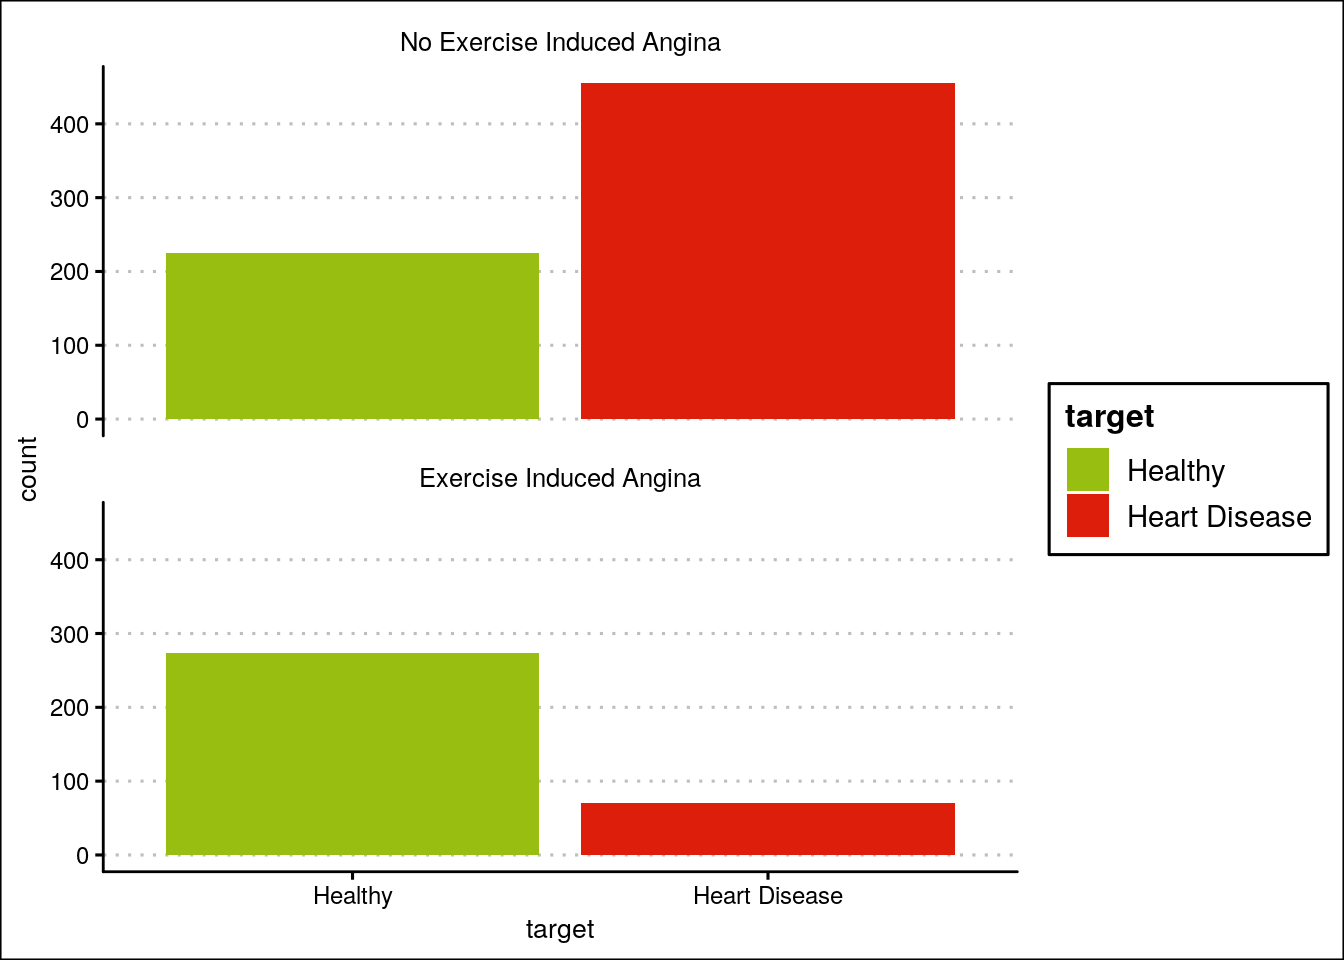 No Exercise Induced Angina
400
300
200
100
0
count
Exercise Induced Angina
400
300
200
100
0
Healthy
Heart Disease
target
target
Healthy
Heart Disease